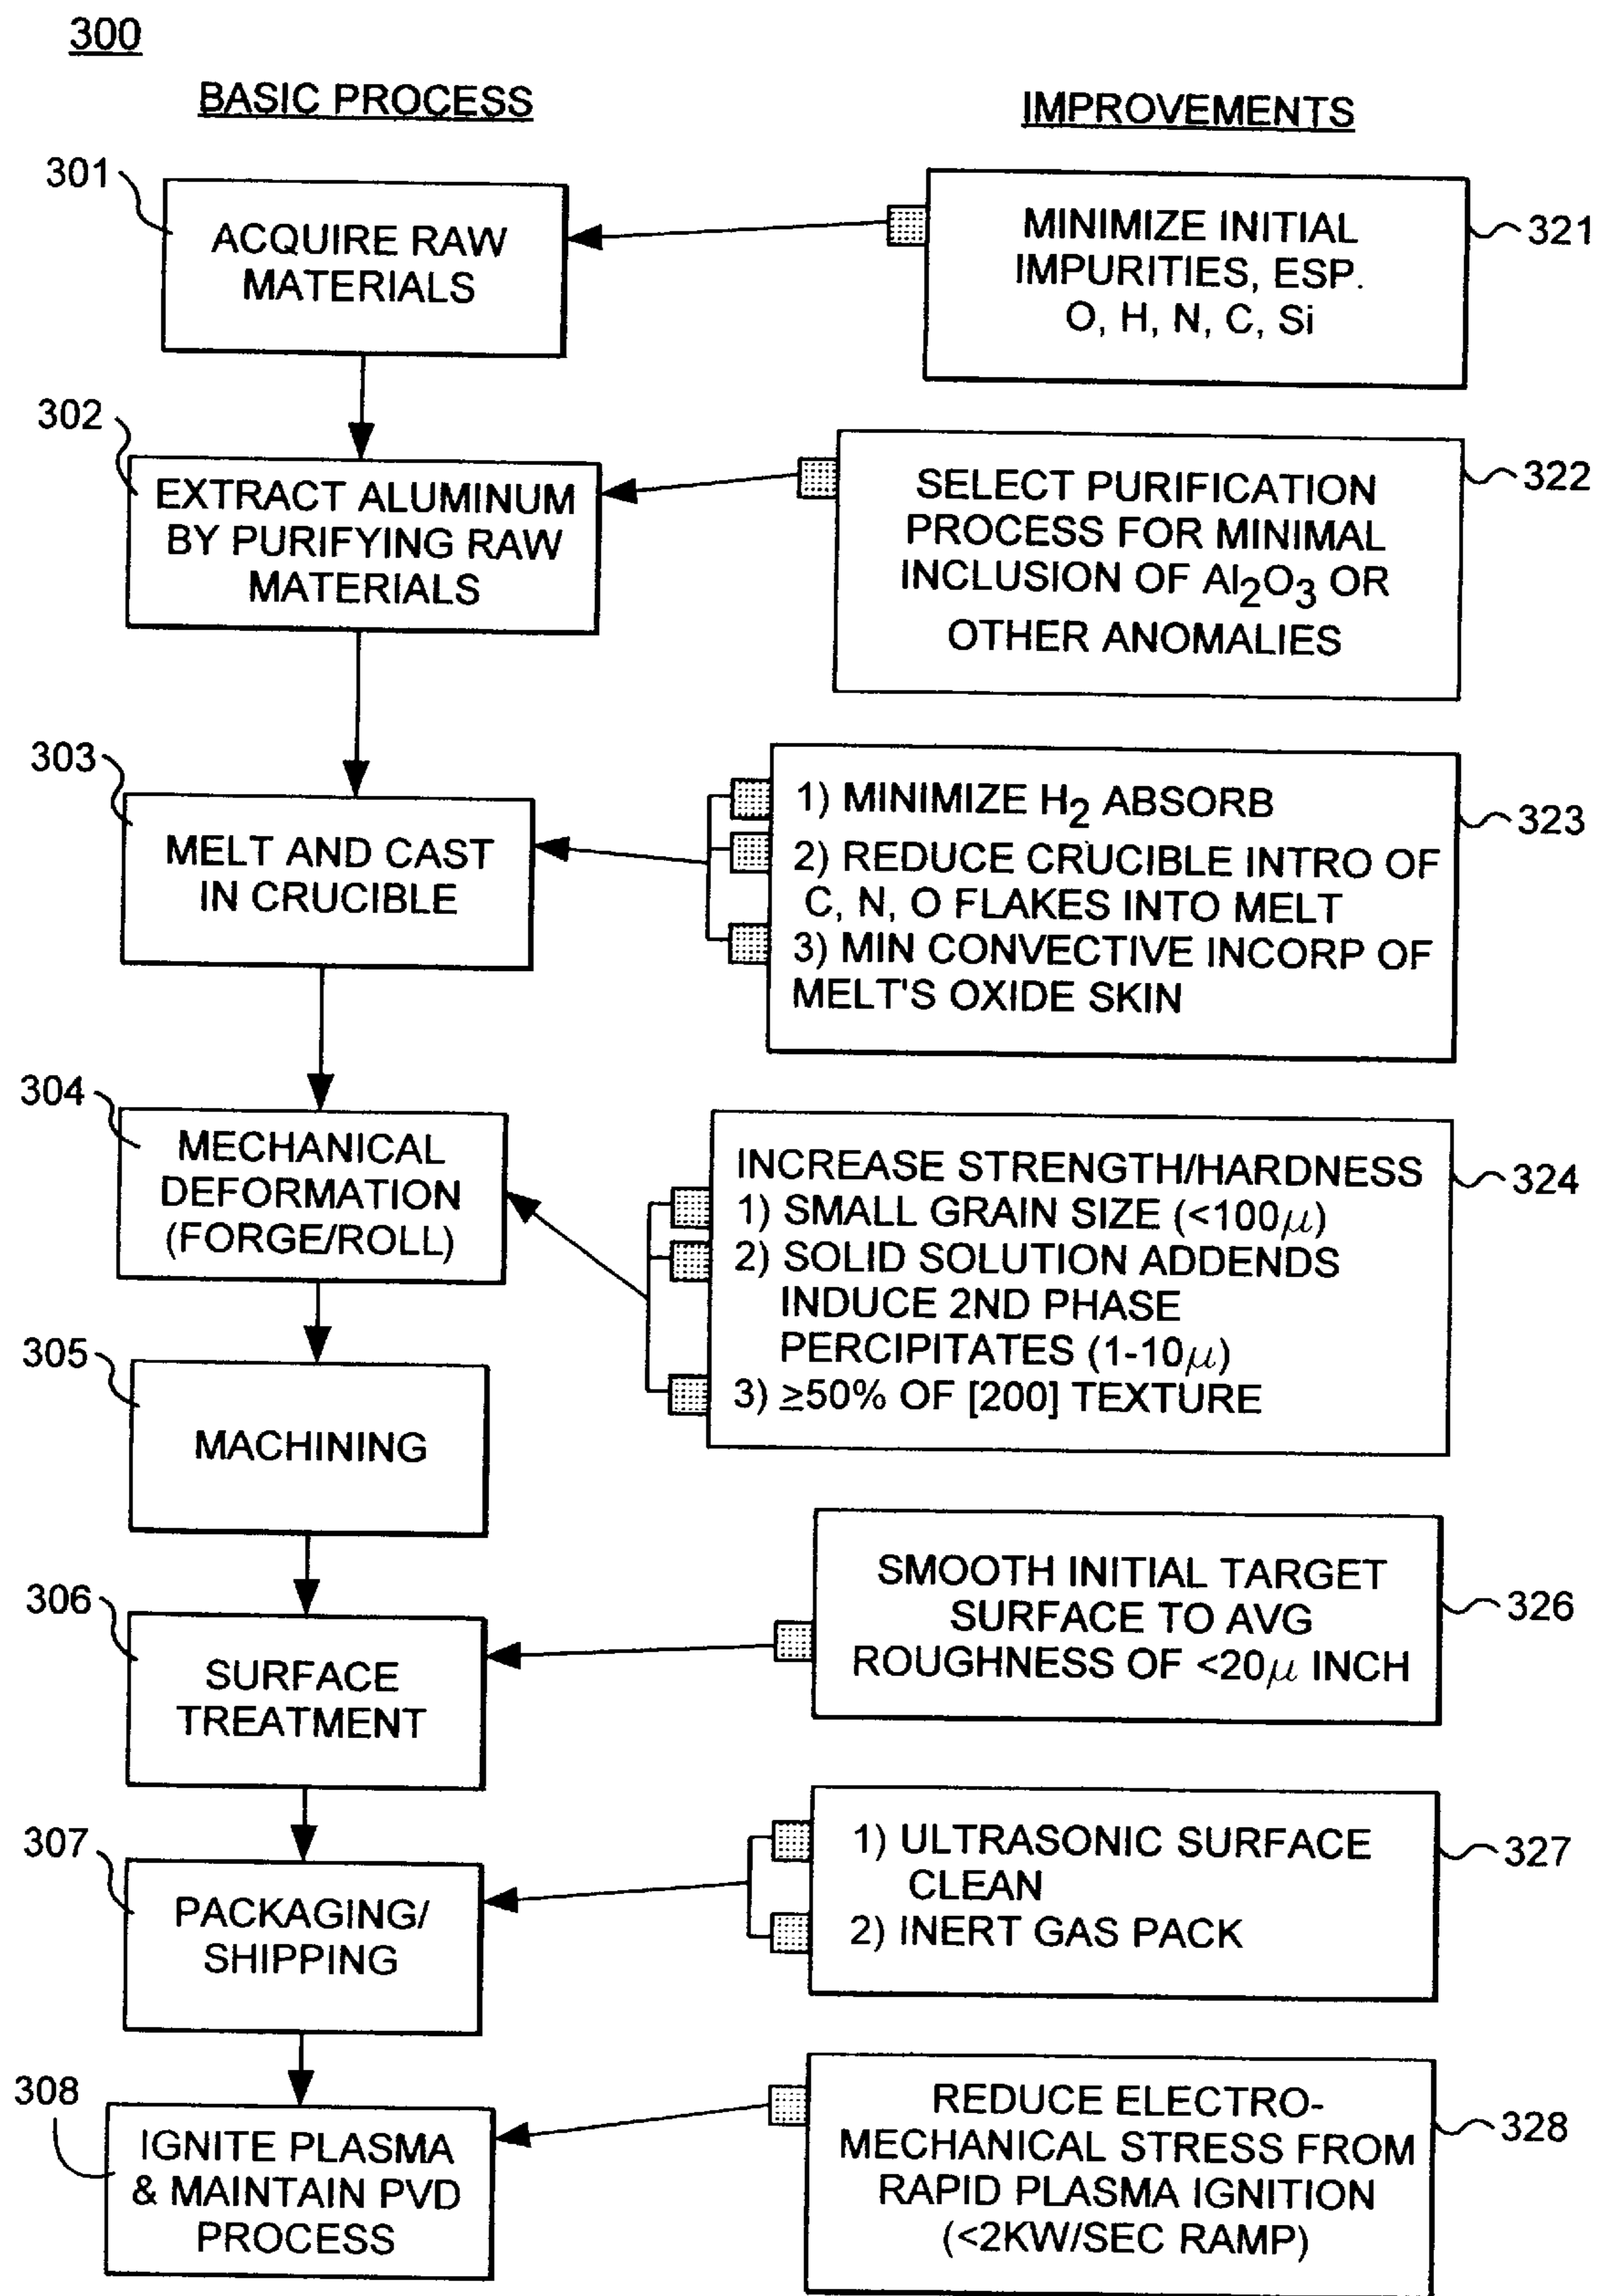 300
BASIC PROCESS
IMPROVEMENTS
301
ACQUIRE RAW
MATERIALS
MINIMIZE INITIAL
IMPURITIES, ESP.
O, H, N, C, Si
321
302
EXTRACT ALUMINUM
BY PURIFYING RAW
MATERIALS
SELECT PURIFICATION
PROCESS FOR MINIMAL
INCLUSION OF Al₂O₃ OR
OTHER ANOMALIES
322
303
MELT AND CAST
IN CRUCIBLE
1) MINIMIZE H₂ ABSORB
2) REDUCE CRUCIBLE INTRO OF
C, N, O FLAKES INTO MELT
3) MIN CONVECTIVE INCORP OF
MELT'S OXIDE SKIN
323
304
MECHANICAL
DEFORMATION
(FORGE/ROLL)
INCREASE STRENGTH/HARDNESS
1) SMALL GRAIN SIZE (<100μ)
2) SOLID SOLUTION ADDENDS
INDUCE 2ND PHASE
PERCIPITATES (1-10μ)
3) ≥50% OF [200] TEXTURE
324
305
MACHINING
306
SURFACE
TREATMENT
SMOOTH INITIAL TARGET
SURFACE TO AVG
ROUGHNESS OF <20μ INCH
326
307
PACKAGING/
SHIPPING
1) ULTRASONIC SURFACE
CLEAN
2) INERT GAS PACK
327
308
IGNITE PLASMA
& MAINTAIN PVD
PROCESS
REDUCE ELECTRO-
MECHANICAL STRESS FROM
RAPID PLASMA IGNITION
(<2KW/SEC RAMP)
328